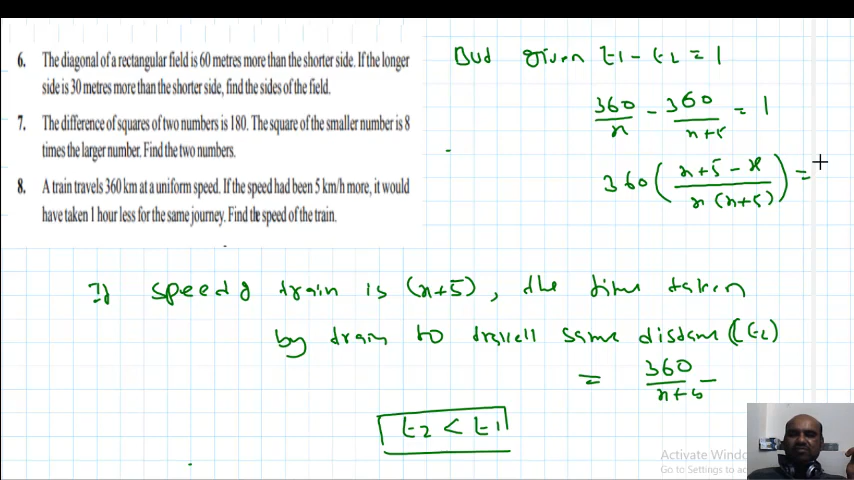 6. The diagonal of a rectangular field is 60 metres more than the shorter side. If the longer
side is 30 metres more than the shorter side, find the sides of the field.
7. The difference of squares of two numbers is 180. The square of the smaller number is 8
times the larger number. Find the two numbers.
8. A train travels 360 km at a uniform speed. If the speed had been 5 km/h more, it would
have taken 1 hour less for the same journey. Find the speed of the train.
But given t1 - t2 = 1
360/x - 360/x+5 = 1
360 (x+5-x / x(x+5)) =
If speed of train is (x+5), the time taken
by train to travell same distance (t2)
= 360/x+5
t2 < t1
Activate Windo
Go to Settings to ac